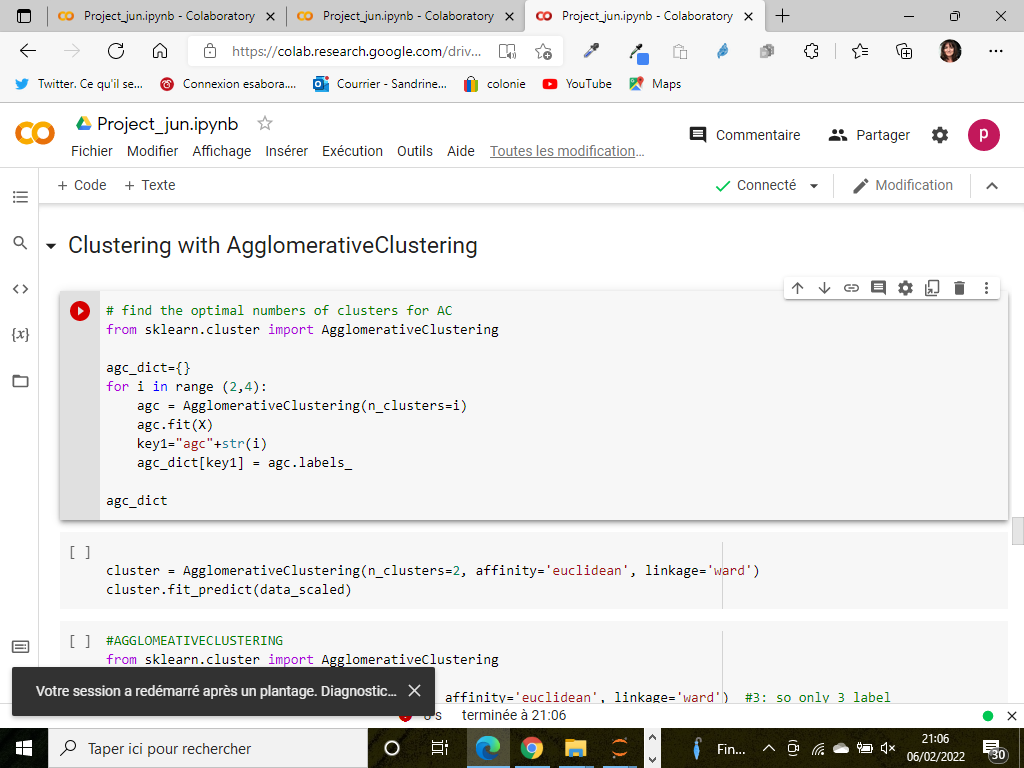 Project_jun.ipynb - Colaboratory
Project_jun.ipynb - Colaboratory
Project_jun.ipynb - Colaboratory
https://colab.research.google.com/driv...
Twitter. Ce qu'il se...
Connexion esabora....
Courrier - Sandrine...
colonie
YouTube
Maps
Project_jun.ipynb
Commentaire
Partager
P
Fichier Modifier Affichage Insérer Exécution Outils Aide Toutes les modification...
+ Code + Texte
Connecté
Modification
Clustering with AgglomerativeClustering
# find the optimal numbers of clusters for AC
from sklearn.cluster import AgglomerativeClustering
agc_dict={}
for i in range (2,4):
    agc = AgglomerativeClustering(n_clusters=i)
    agc.fit(X)
    key1="agc"+str(i)
    agc_dict[key1] = agc.labels_
agc_dict
[ ]
cluster = AgglomerativeClustering(n_clusters=2, affinity='euclidean', linkage='ward')
cluster.fit_predict(data_scaled)
[ ] #AGGLOMEATIVECLUSTERING
from sklearn.cluster import AgglomerativeClustering
affinity='euclidean', linkage='ward') #3: so only 3 label
Votre session a redémarré après un plantage. Diagnostic...
terminée à 21:06
Taper ici pour rechercher
Fin...
21:06
06/02/2022
30